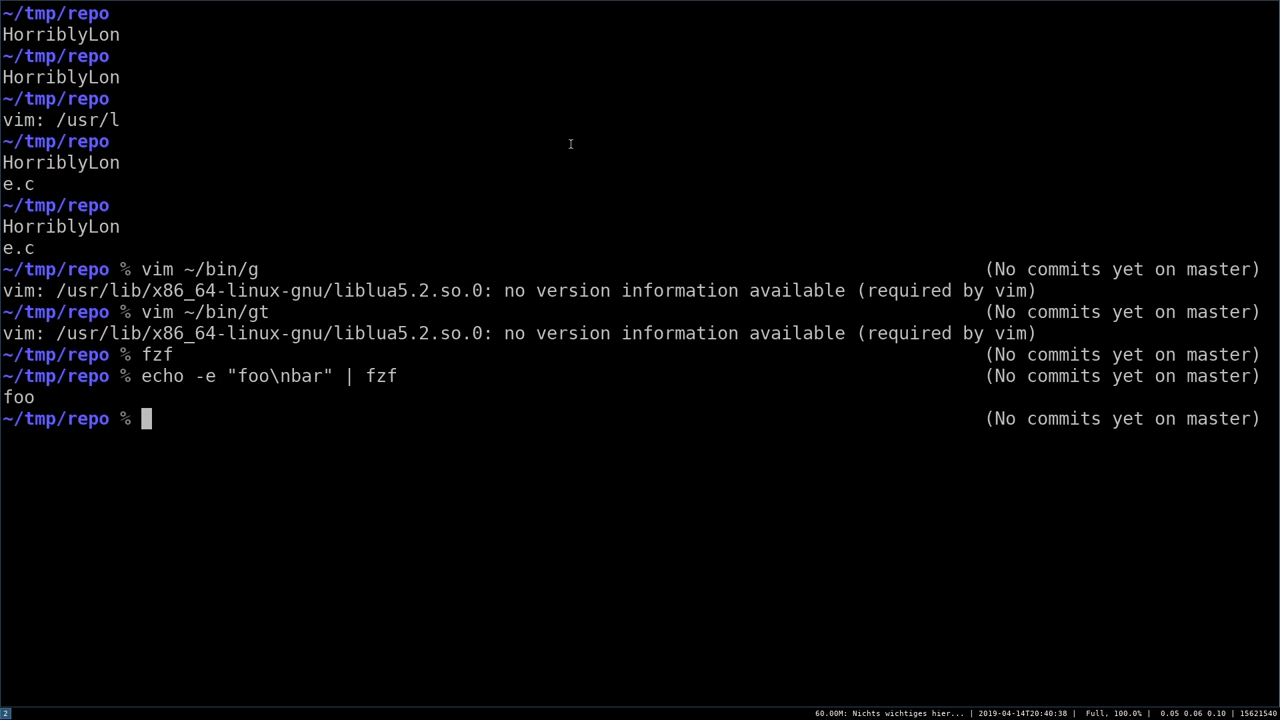 ~/tmp/repo
HorriblyLon
~/tmp/repo
HorriblyLon
~/tmp/repo
vim: /usr/l
~/tmp/repo
HorriblyLon
e.c
~/tmp/repo
HorriblyLon
e.c
~/tmp/repo % vim ~/bin/g (No commits yet on master)
vim: /usr/lib/x86_64-linux-gnu/liblua5.2.so.0: no version information available (required by vim)
~/tmp/repo % vim ~/bin/gt (No commits yet on master)
vim: /usr/lib/x86_64-linux-gnu/liblua5.2.so.0: no version information available (required by vim)
~/tmp/repo % fzf (No commits yet on master)
~/tmp/repo % echo -e "foo\nbar" | fzf (No commits yet on master)
foo
~/tmp/repo % (No commits yet on master)
2 60.00M: Nichts wichtiges hier... | 2019-04-14T20:40:38 | Full, 100.0% | 0.05 0.06 0.10 | 15621540